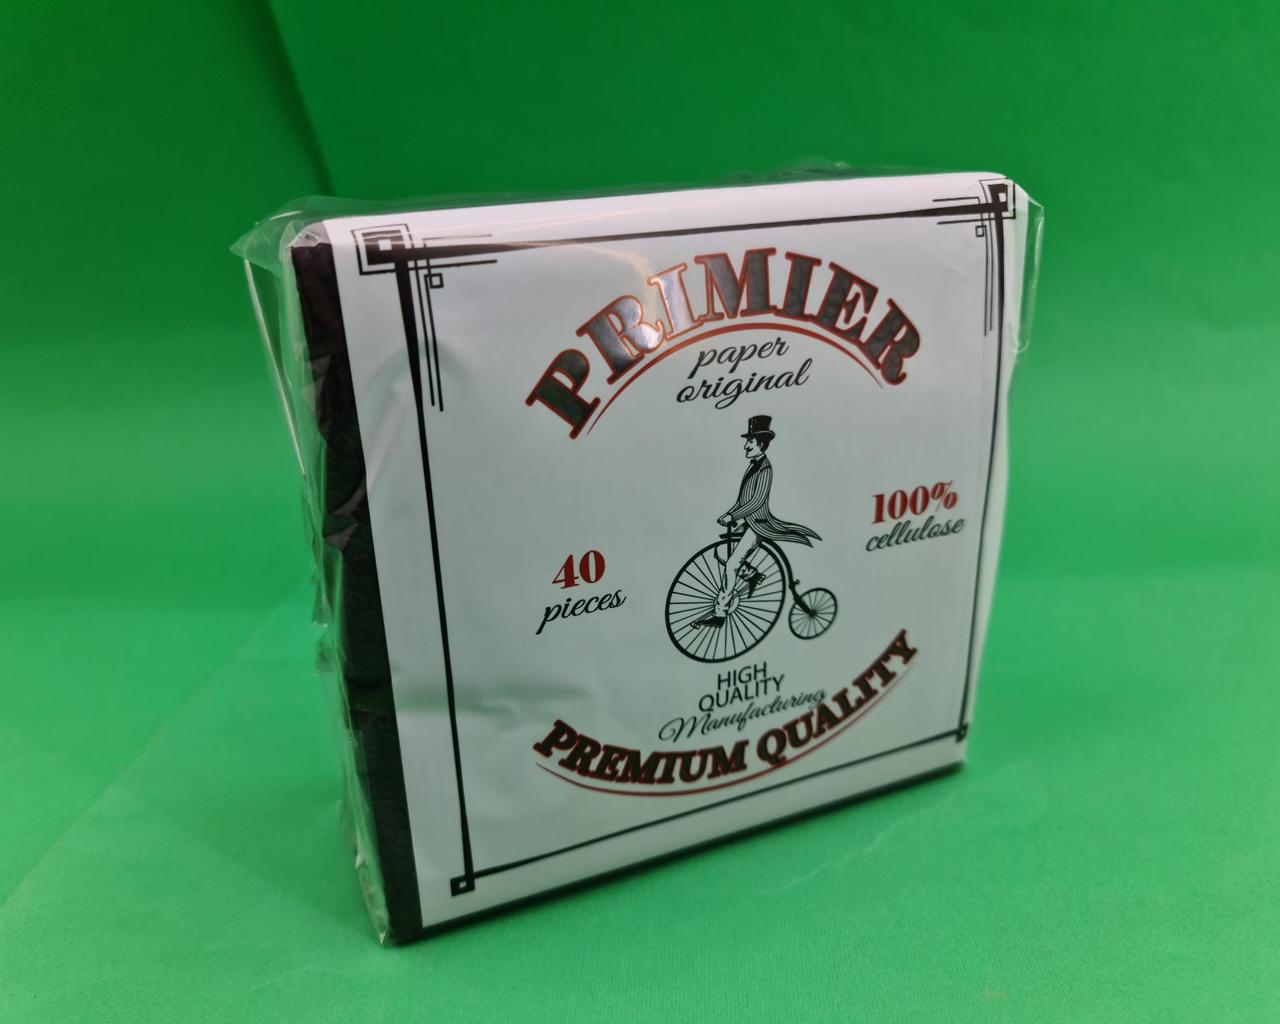 PRIMIER
paper
original
100%
cellulose
40
pieces
HIGH
QUALITY
Manufacturing
PREMIUM QUALITY